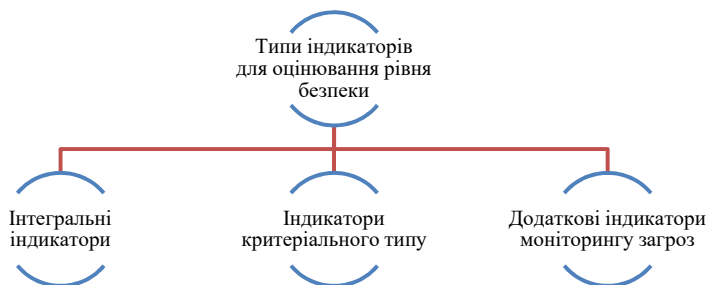 Типи індикаторів
для оцінювання рівня
безпеки
Інтегральні
індикатори
Індикатори
критеріального типу
Додаткові індикатори
моніторингу загроз